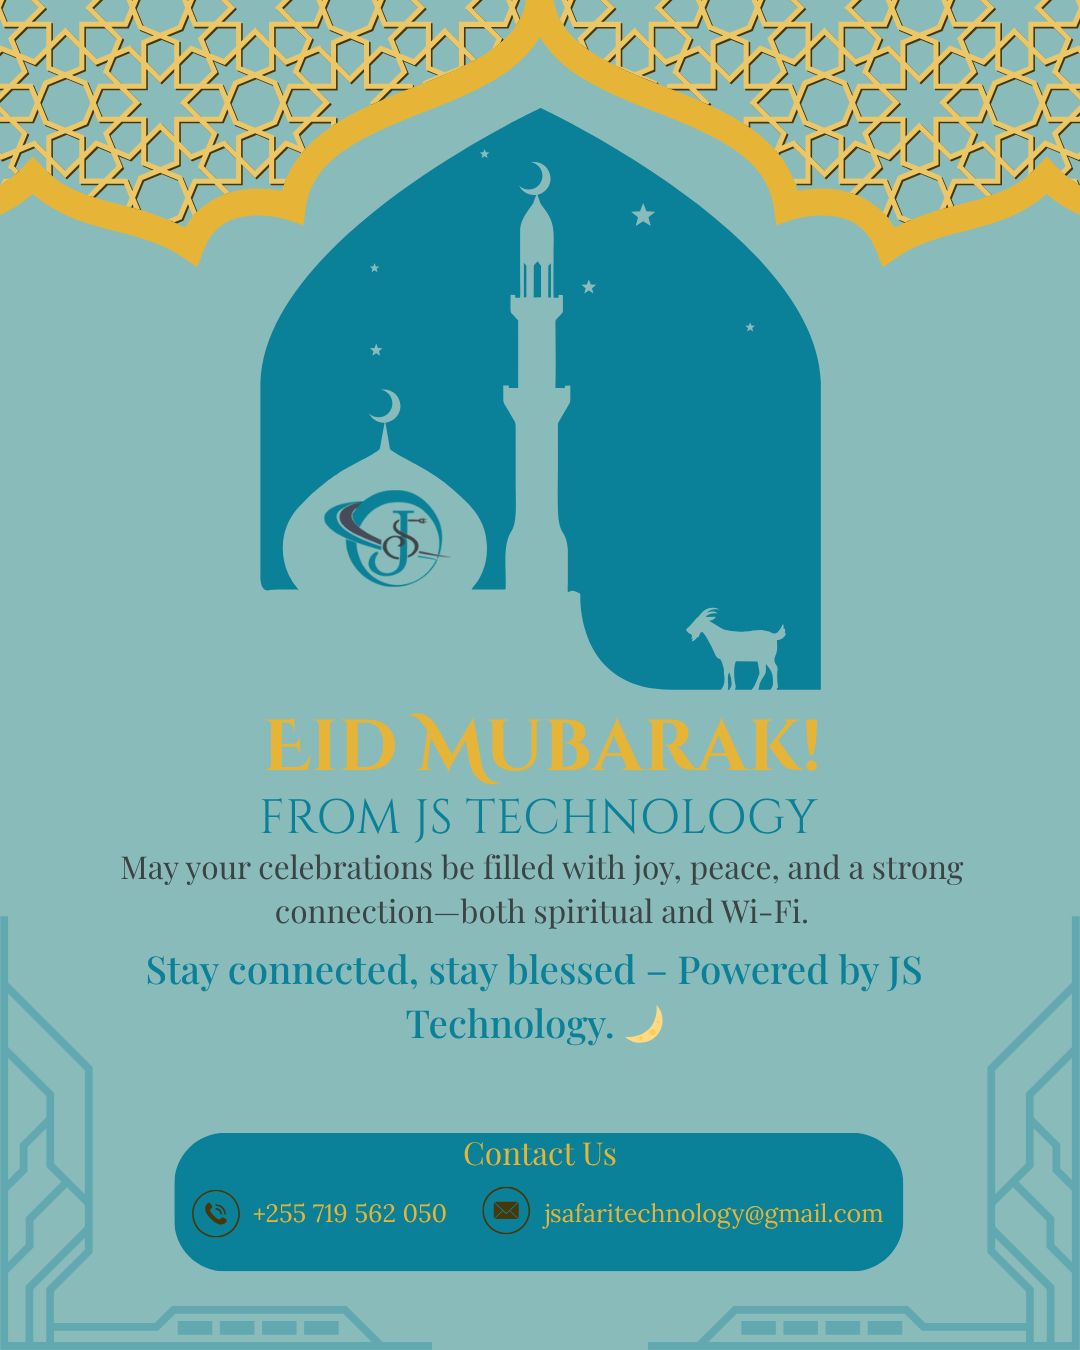 JS
EID MUBARAK!
FROM JS TECHNOLOGY
May your celebrations be filled with joy, peace, and a strong
connection—both spiritual and Wi-Fi.
Stay connected, stay blessed – Powered by JS
Technology. 🌙
Contact Us
+255 719 562 050
jsafaritechnology@gmail.com